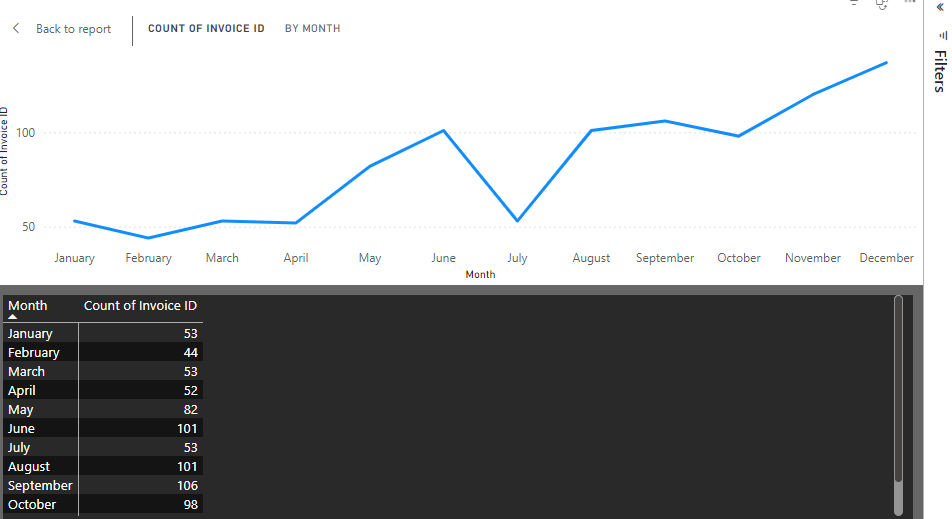 Back to report
COUNT OF INVOICE ID
BY MONTH
Filters
Count of Invoice ID
100
50
January February March April May June July August September October November December
Month
Month Count of Invoice ID
January 53
February 44
March 53
April 52
May 82
June 101
July 53
August 101
September 106
October 98